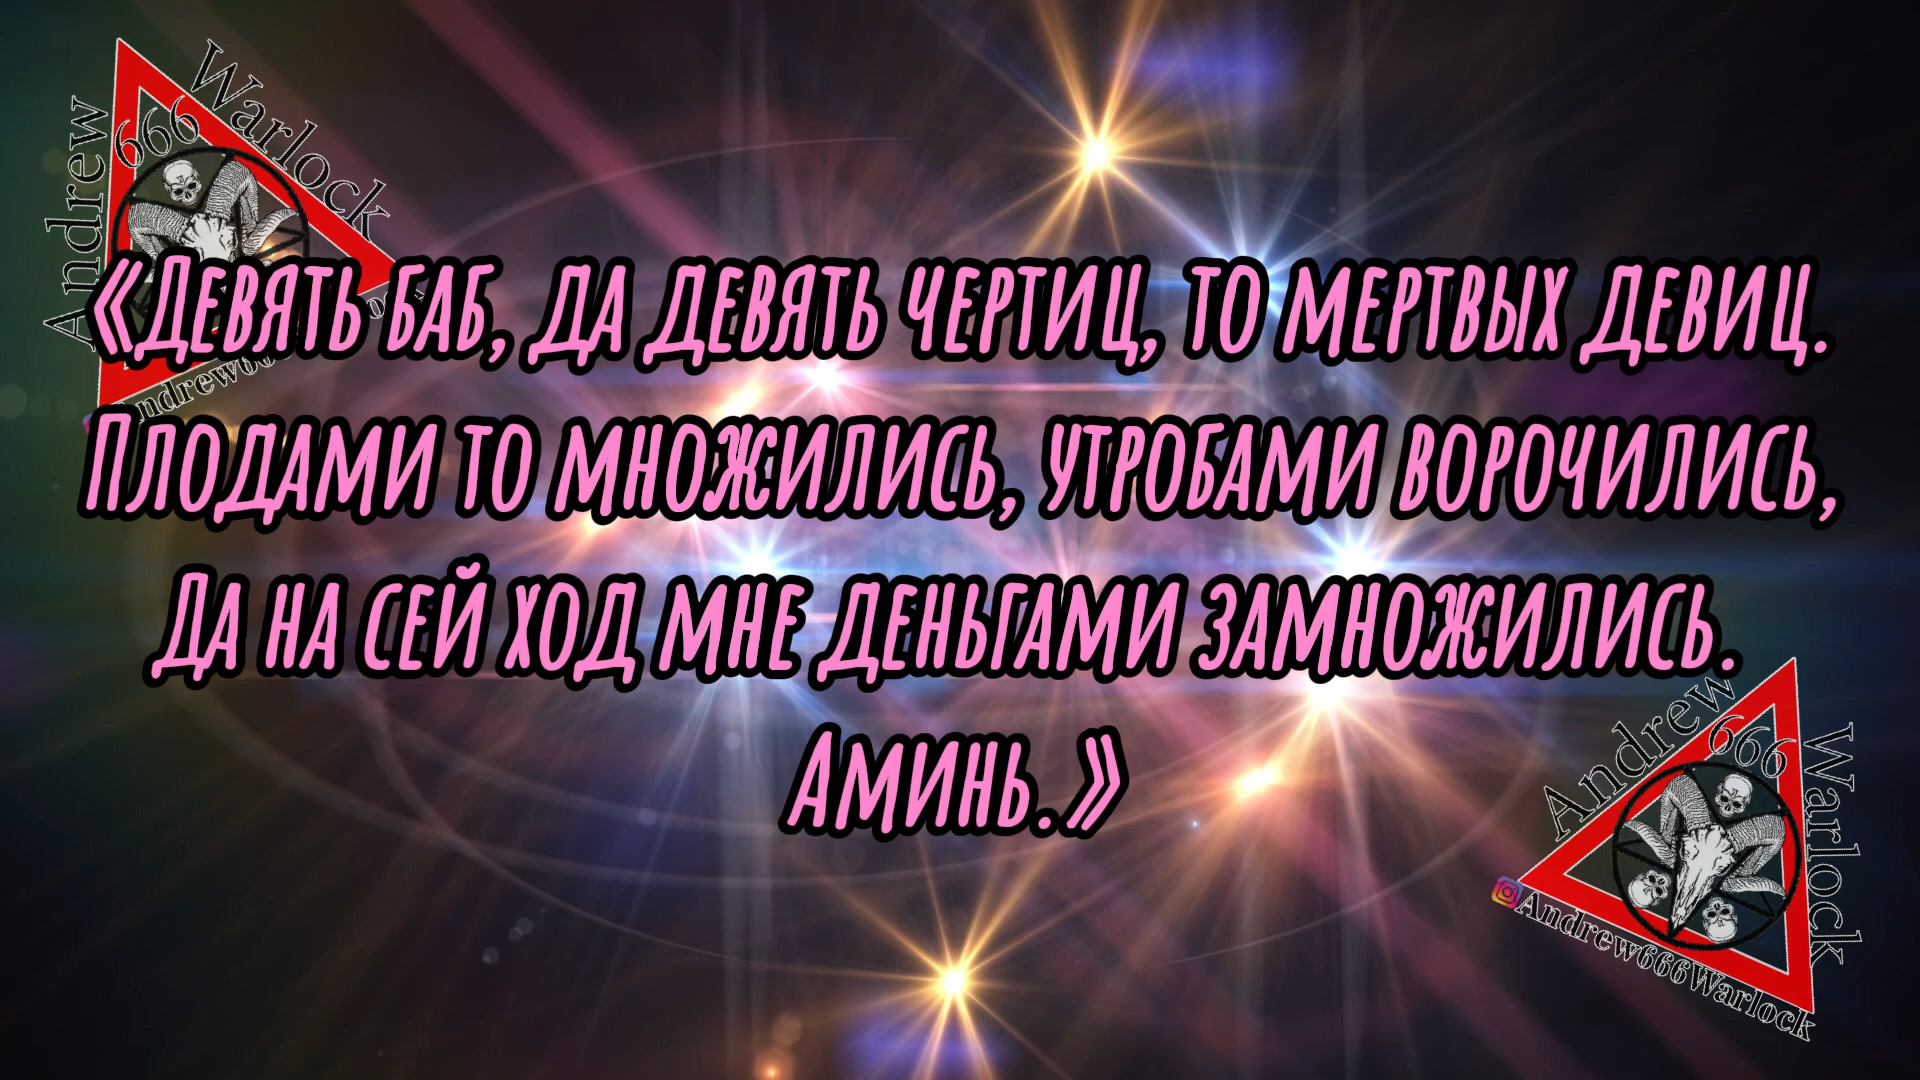 Andrew
666
Warlock
«Девять баб, да девять чертиц, то мертвых девиц.
Плодами то множились, утробами ворочились,
Да на сей ход мне деньгами замножились.
Аминь.»
Andrew
666
Warlock
Andrew666Warlock